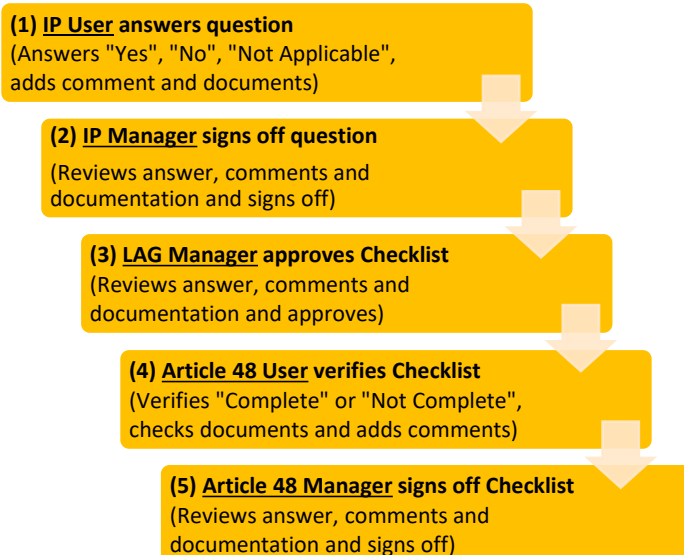 (1) IP User answers question
(Answers "Yes", "No", "Not Applicable",
adds comment and documents)
(2) IP Manager signs off question
(Reviews answer, comments and
documentation and signs off)
(3) LAG Manager approves Checklist
(Reviews answer, comments and
documentation and approves)
(4) Article 48 User verifies Checklist
(Verifies "Complete" or "Not Complete",
checks documents and adds comments)
(5) Article 48 Manager signs off Checklist
(Reviews answer, comments and
documentation and signs off)